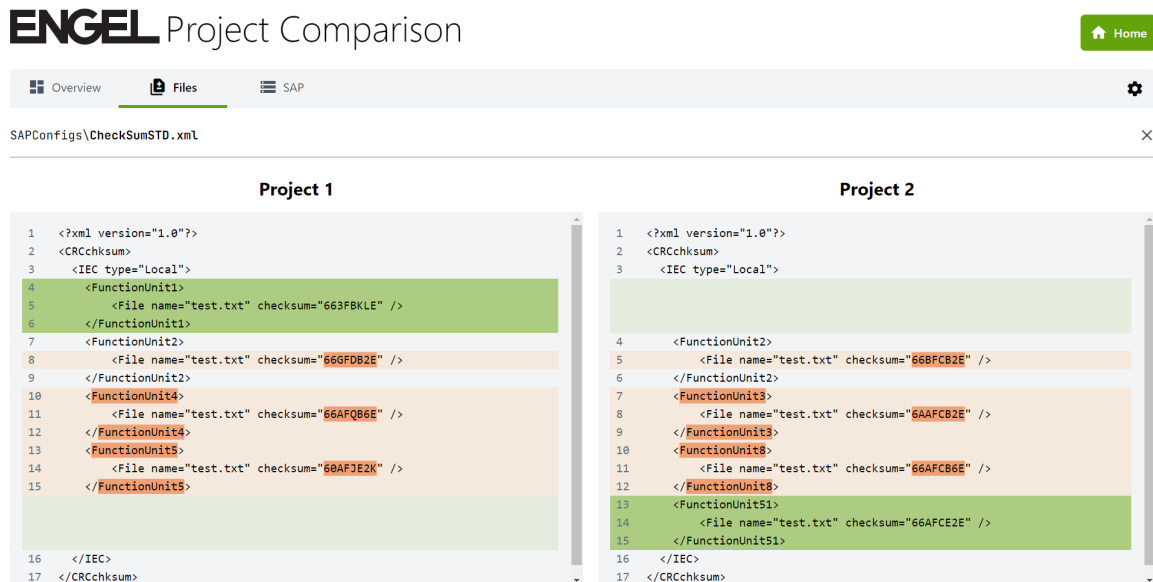 ENGEL Project Comparison
Home
Overview
Files
SAP
SAPConfigs\CheckSumSTD.xml
Project 1
1 <?xml version="1.0"?>
2 <CRCchksum>
3 <IEC type="Local">
4 <FunctionUnit1>
5 <File name="test.txt" checksum="663FBKLE" />
6 </FunctionUnit1>
7 <FunctionUnit2>
8 <File name="test.txt" checksum="66GFDB2E" />
9 </FunctionUnit2>
10 <FunctionUnit4>
11 <File name="test.txt" checksum="66AFQB6E" />
12 </FunctionUnit4>
13 <FunctionUnit5>
14 <File name="test.txt" checksum="60AFJE2K" />
15 </FunctionUnit5>
16 </IEC>
17 </CRCchksum>
Project 2
1 <?xml version="1.0"?>
2 <CRCchksum>
3 <IEC type="Local">
4 <FunctionUnit2>
5 <File name="test.txt" checksum="66BFCB2E" />
6 </FunctionUnit2>
7 <FunctionUnit3>
8 <File name="test.txt" checksum="6AAFCB2E" />
9 </FunctionUnit3>
10 <FunctionUnit8>
11 <File name="test.txt" checksum="66AFCB6E" />
12 </FunctionUnit8>
13 <FunctionUnit51>
14 <File name="test.txt" checksum="66AFCE2E" />
15 </FunctionUnit51>
16 </IEC>
17 </CRCchksum>